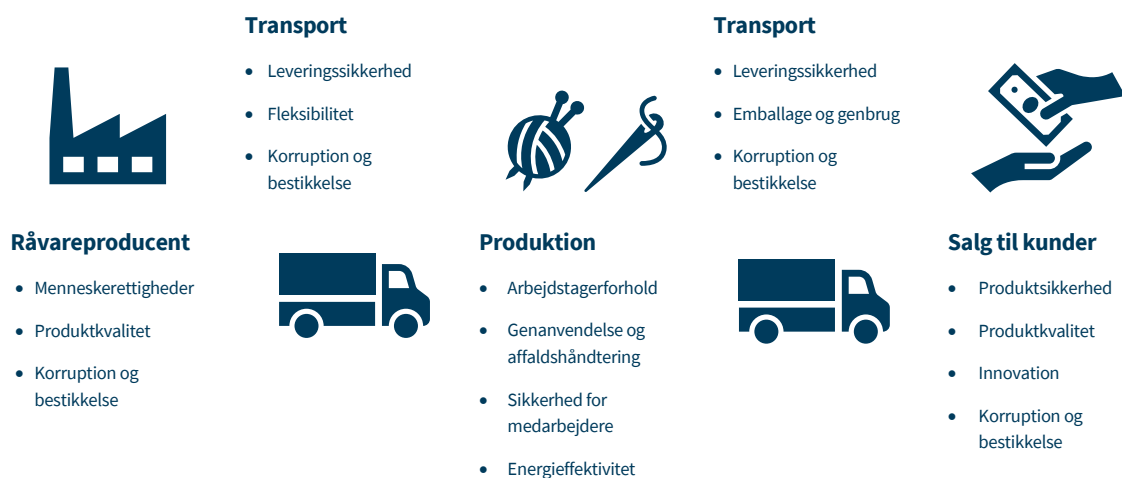 Transport
• Leveringssikkerhed
• Fleksibilitet
• Korruption og
bestikkelse
Transport
• Leveringssikkerhed
• Emballage og genbrug
• Korruption og
bestikkelse
Råvareproducent
• Menneskerettigheder
• Produktkvalitet
• Korruption og
bestikkelse
Produktion
• Arbejdstagerforhold
• Genanvendelse og
affaldshåndtering
• Sikkerhed for
medarbejdere
• Energieffektivitet
Salg til kunder
• Produktsikkerhed
• Produktkvalitet
• Innovation
• Korruption og
bestikkelse